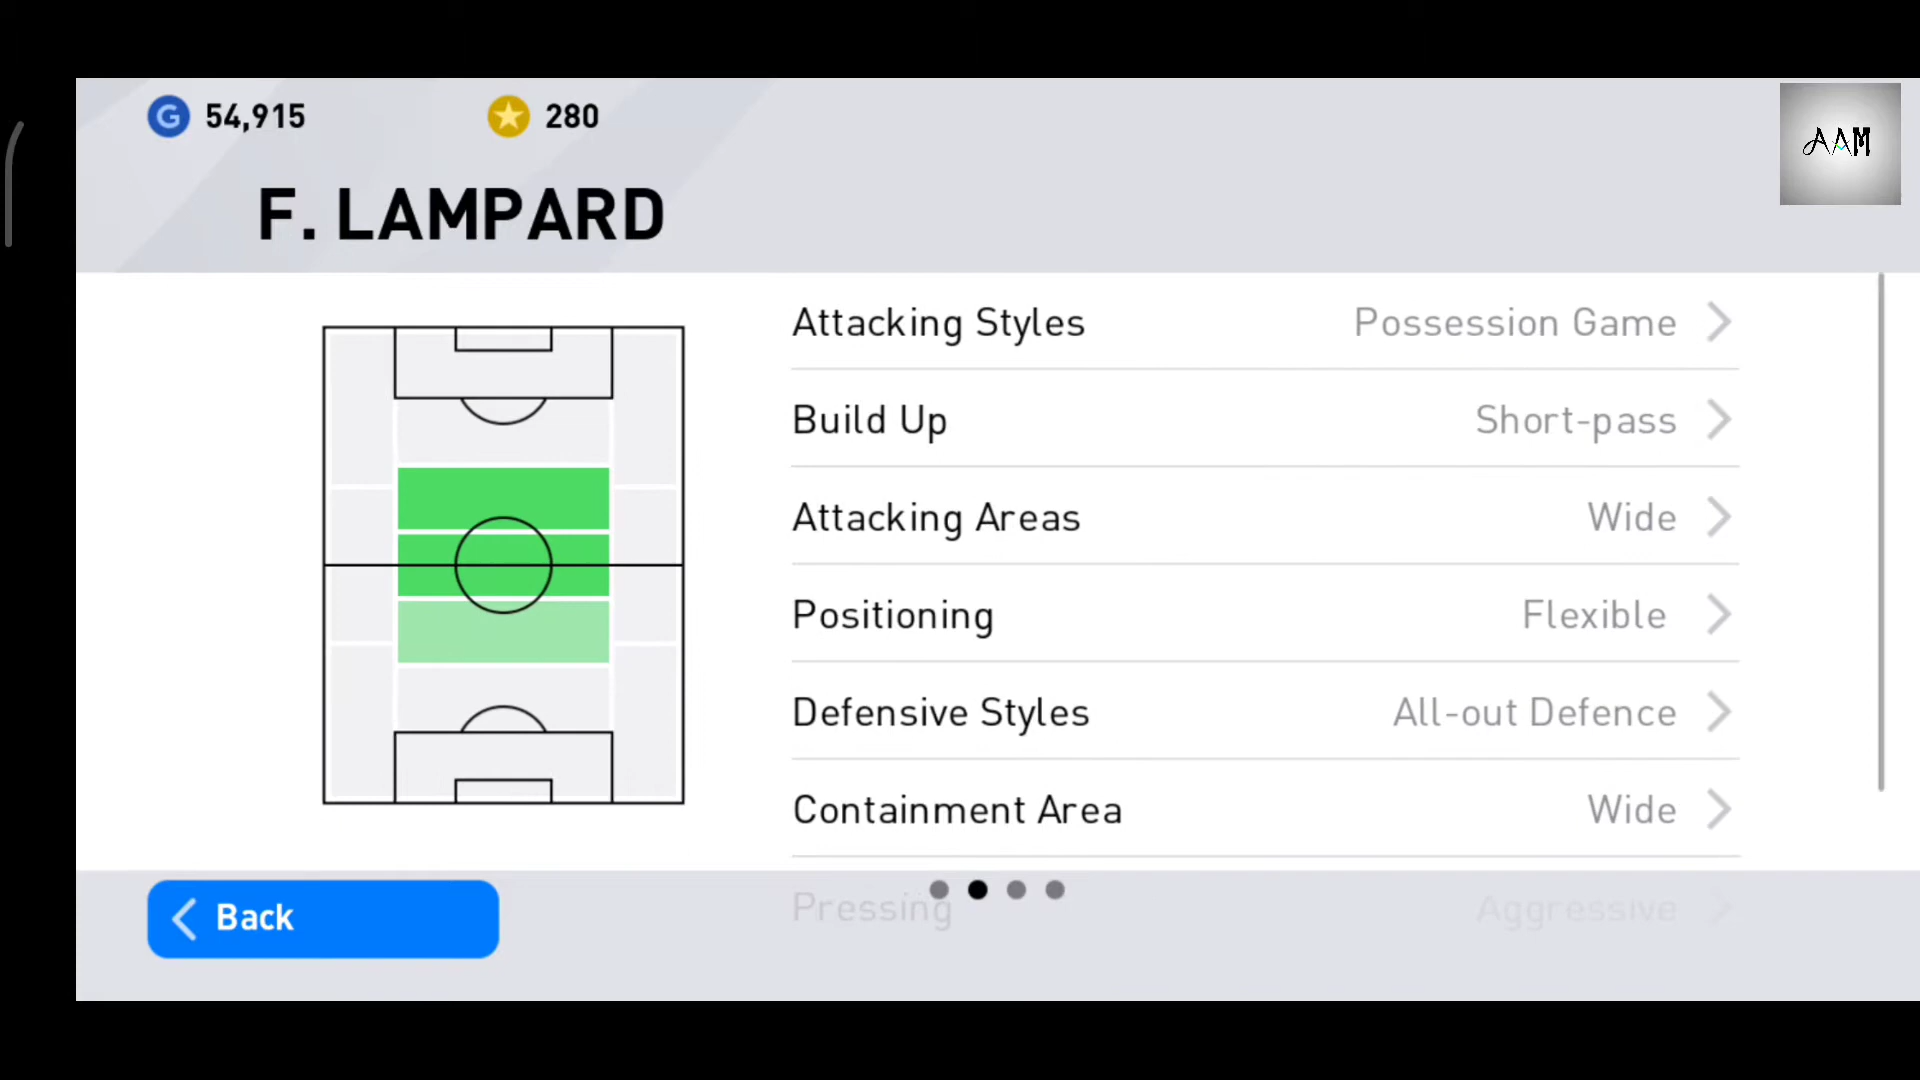 G 54,915 280
AAM
F. LAMPARD
Attacking Styles Possession Game
Build Up Short-pass
Attacking Areas Wide
Positioning Flexible
Defensive Styles All-out Defence
Containment Area Wide
Pressing Aggressive
Back